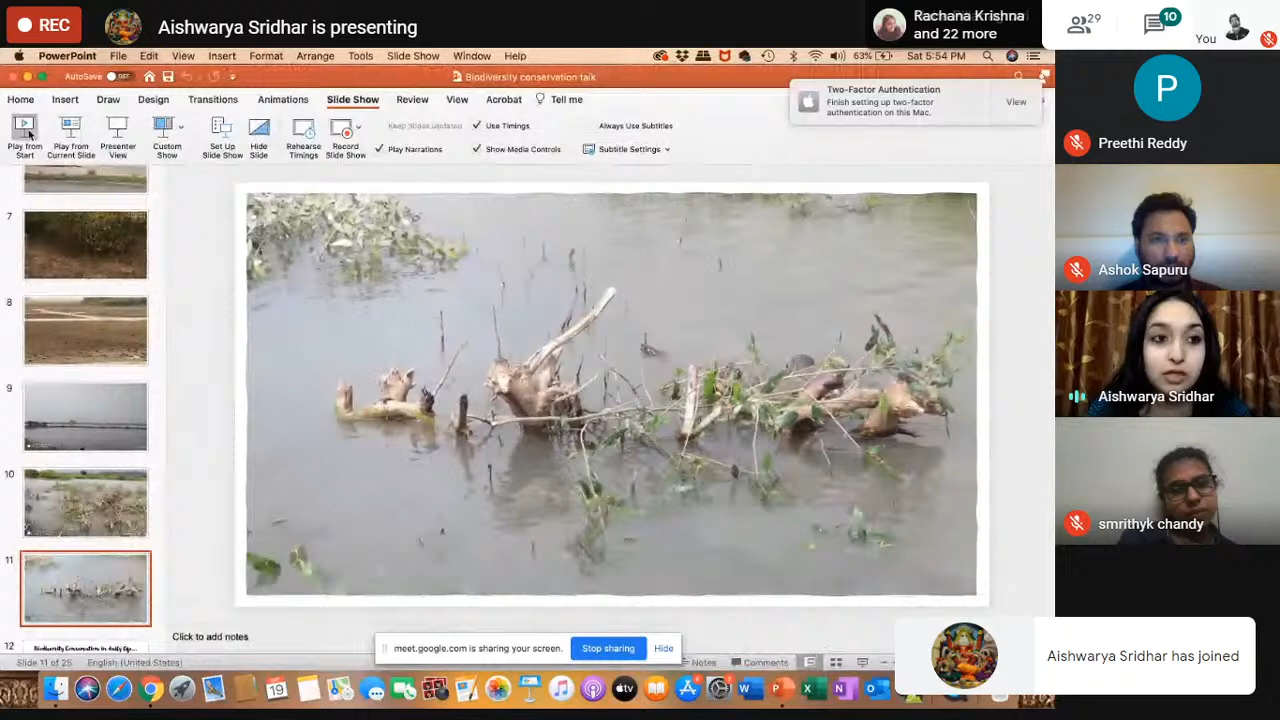 REC
Aishwarya Sridhar is presenting
Rachana Krishna
and 22 more
29
10
You
PowerPoint File Edit View Insert Format Arrange Tools Slide Show Window Help
63% Sat 5:54 PM
AutoSave OFF
Biodiversity conservation talk
Home Insert Draw Design Transitions Animations Slide Show Review View Acrobat Tell me
Two-Factor Authentication
Finish setting up two-factor
authentication on this Mac.
View
Play from
Start
Play from
Current Slide
Presenter
View
Custom
Show
Set Up
Slide Show
Hide
Slide
Rehearse
Timings
Record
Slide Show
Keep Slides Updated
Use Timings
Always Use Subtitles
Play Narrations
Show Media Controls
Subtitle Settings
P
Preethi Reddy
Ashok Sapuru
Aishwarya Sridhar
smrithyk chandy
7
8
9
10
11
12
Biodiversity Conservation in daily
Click to add notes
meet.google.com is sharing your screen.
Stop sharing
Hide
Slide 11 of 25
English (United States)
Notes
Comments
Aishwarya Sridhar has joined
19
tv